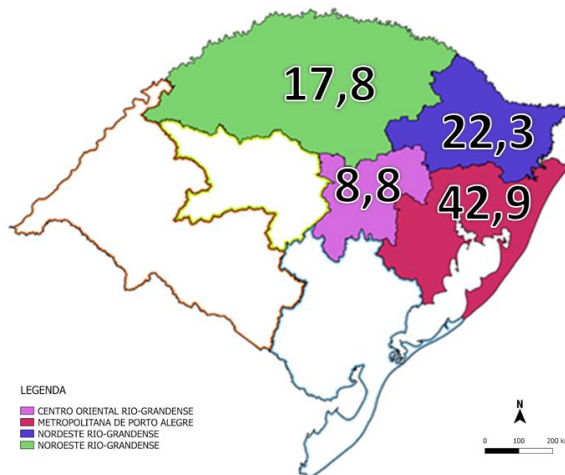 17,8
22,3
8,8
42,9
LEGENDA
CENTRO ORIENTAL RIO-GRANDENSE
METROPOLITANA DE PORTO ALEGRE
NORDESTE RIO-GRANDENSE
NOROESTE RIO-GRANDENSE
N
0 100 200 km